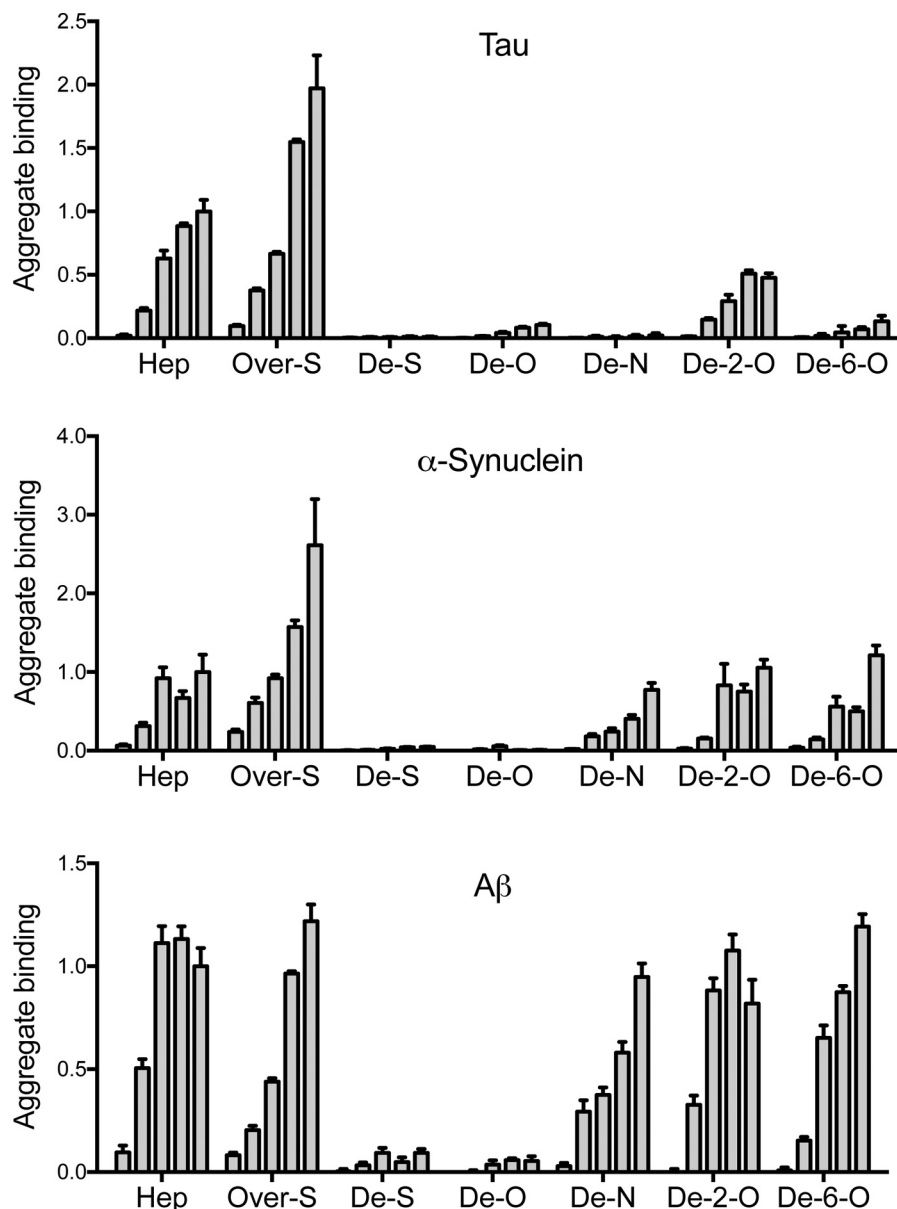 Tau
Aggregate binding
2.5
2.0
1.5
1.0
0.5
0.0
Hep Over-S De-S De-O De-N De-2-O De-6-O
α-Synuclein
Aggregate binding
4.0
3.0
2.0
1.0
0.0
Hep Over-S De-S De-O De-N De-2-O De-6-O
Aβ
Aggregate binding
1.5
1.0
0.5
0.0
Hep Over-S De-S De-O De-N De-2-O De-6-O